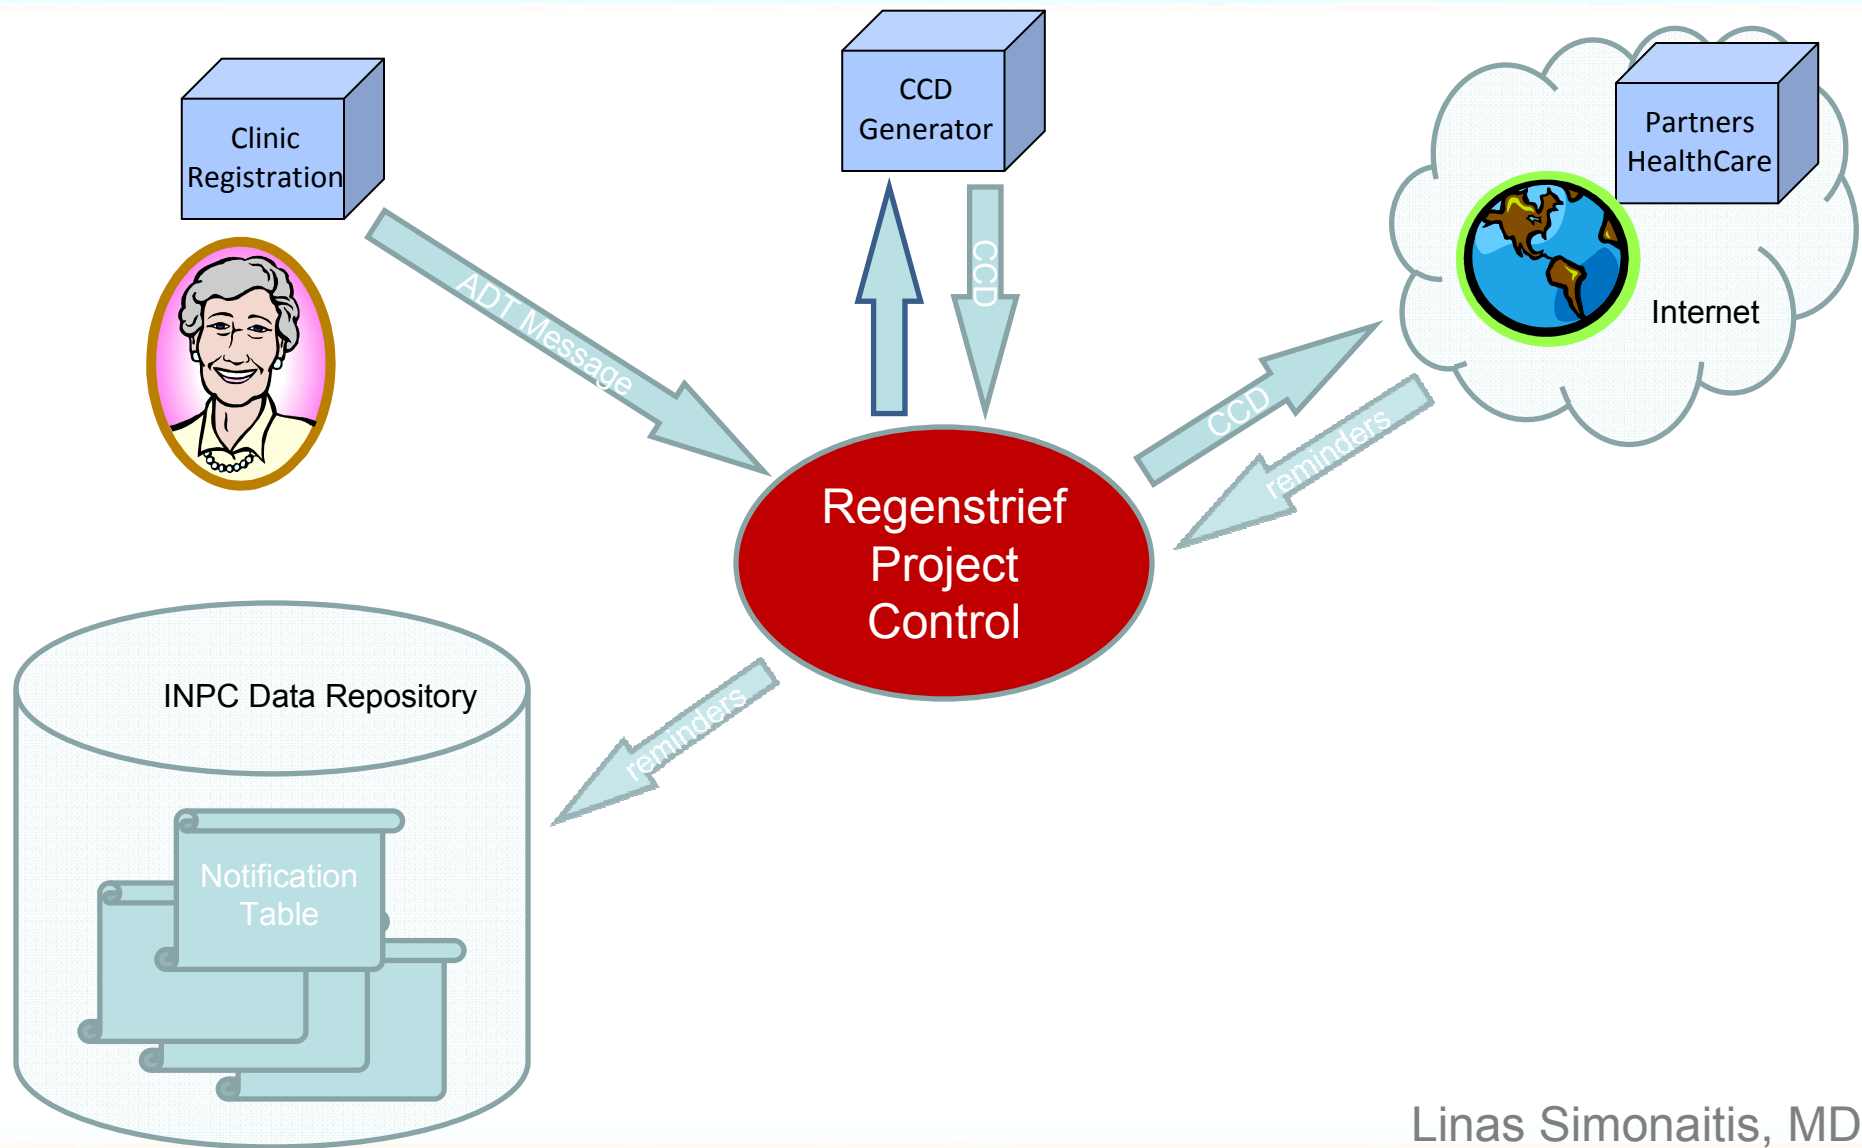 Clinic
Registration
CCD
Generator
Partners
HealthCare
Internet
ADT Message
CCD
CCD
reminders
Regenstrief
Project
Control
reminders
INPC Data Repository
Notification
Table
Linas Simonaitis, MD